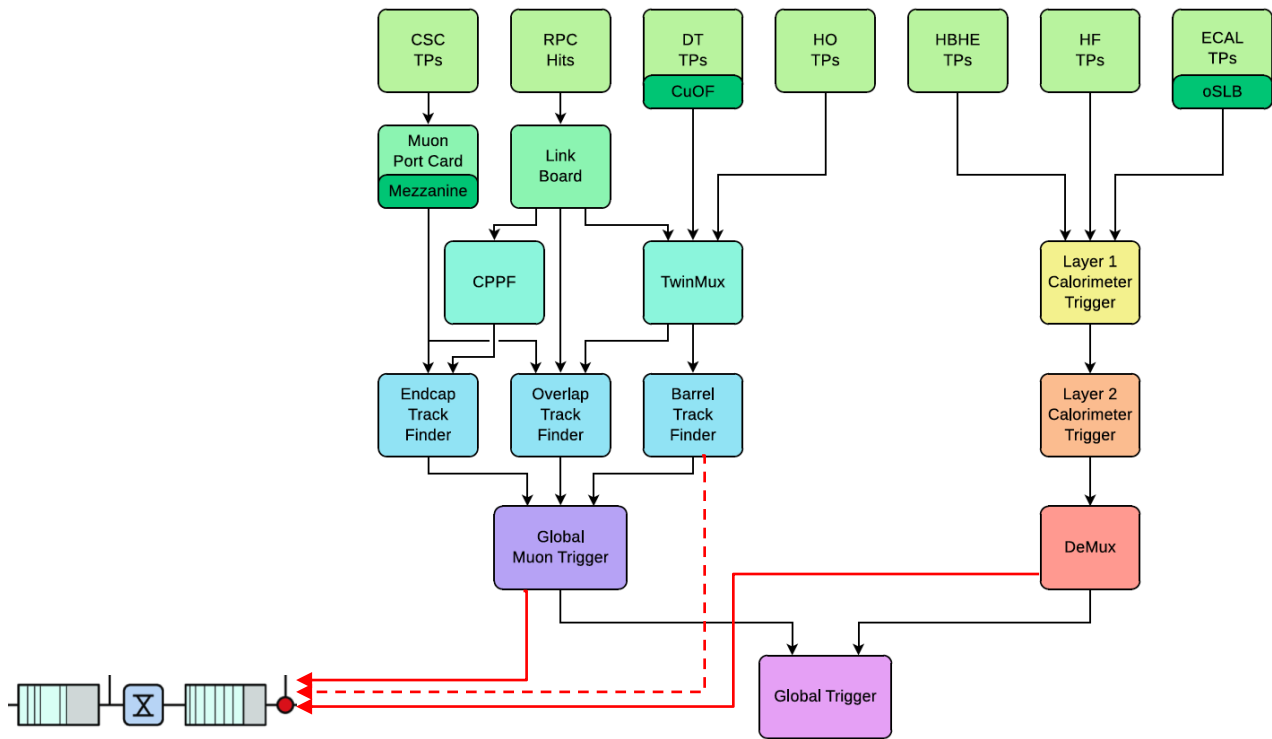 CSC
TPs
RPC
Hits
DT
TPs
CuOF
HO
TPs
HBHE
TPs
HF
TPs
ECAL
TPs
oSLB
Muon
Port Card
Mezzanine
Link
Board
CPPF
TwinMux
Layer 1
Calorimeter
Trigger
Endcap
Track
Finder
Overlap
Track
Finder
Barrel
Track
Finder
Layer 2
Calorimeter
Trigger
Global
Muon Trigger
DeMux
Global Trigger